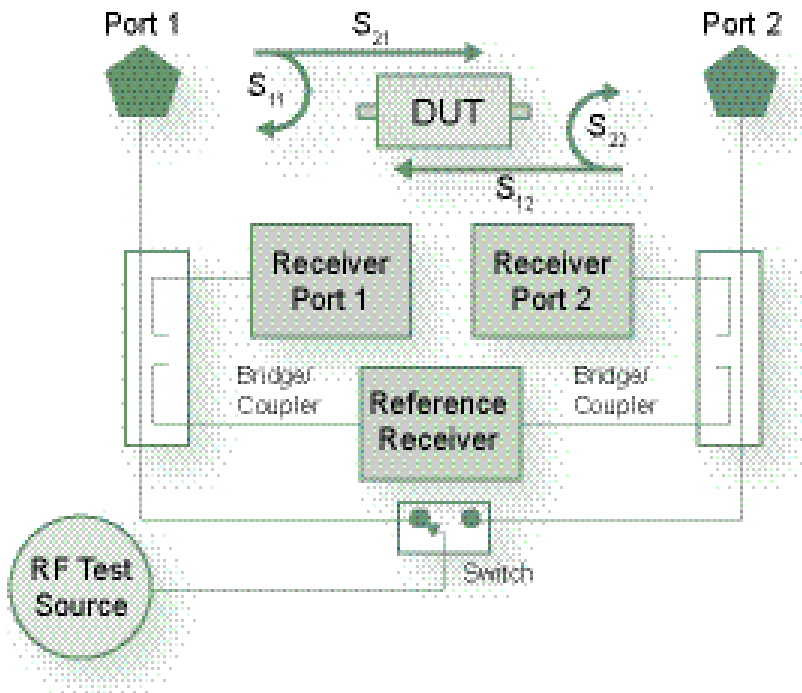 Port 1
Port 2
S21
S11
DUT
S22
S12
Receiver
Port 1
Receiver
Port 2
Bridge/
Coupler
Bridge/
Coupler
Reference
Receiver
RF Test
Source
Switch